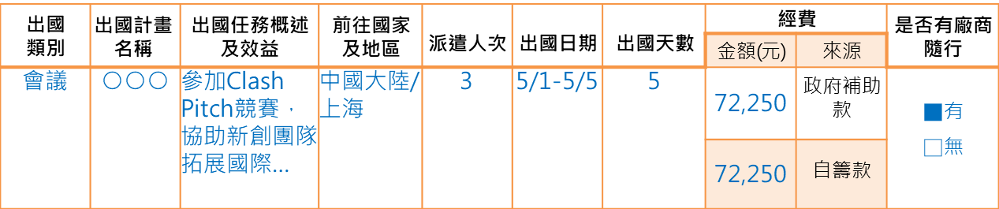 出國類別
出國計畫名稱
出國任務概述及效益
前往國家及地區
派遣人次
出國日期
出國天數
經費
金額(元)
來源
是否有廠商隨行
會議
〇〇〇
參加Clash
Pitch競賽，
協助新創團隊
拓展國際...
中國大陸/
上海
3
5/1-5/5
5
72,250
政府補助
款
72,250
自籌款
■有
□無